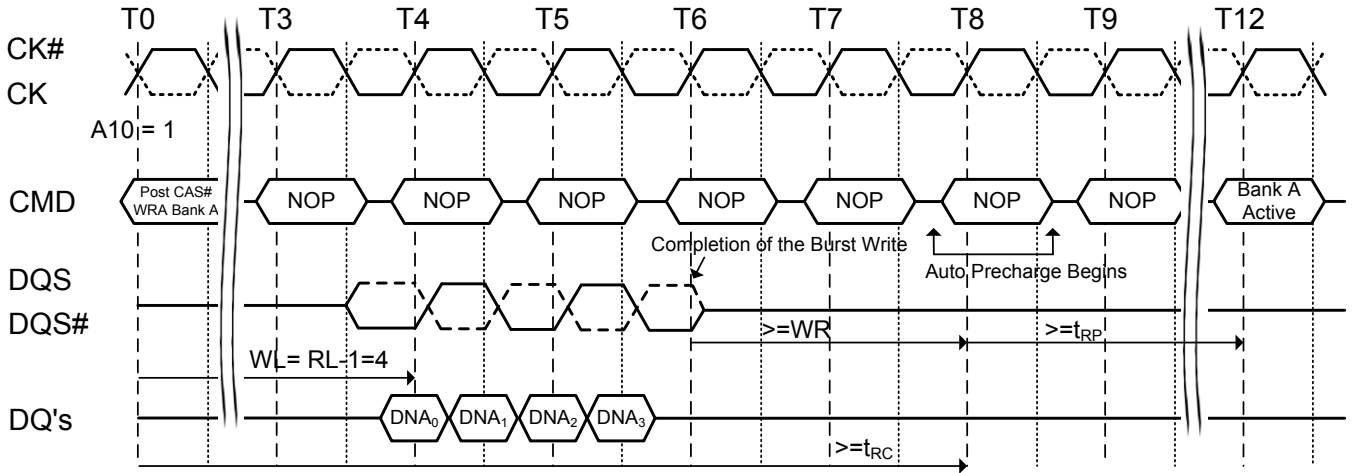 T0 T3 T4 T5 T6 T7 T8 T9 T12
CK#
CK
A10 = 1
CMD
Post CAS#
WRA Bank A
NOP NOP NOP NOP NOP NOP NOP
Bank A
Active
Completion of the Burst Write
Auto Precharge Begins
DQS
DQS#
>=WR >=tRP
WL= RL-1=4
DQ's
DNA0 DNA1 DNA2 DNA3
>=tRC